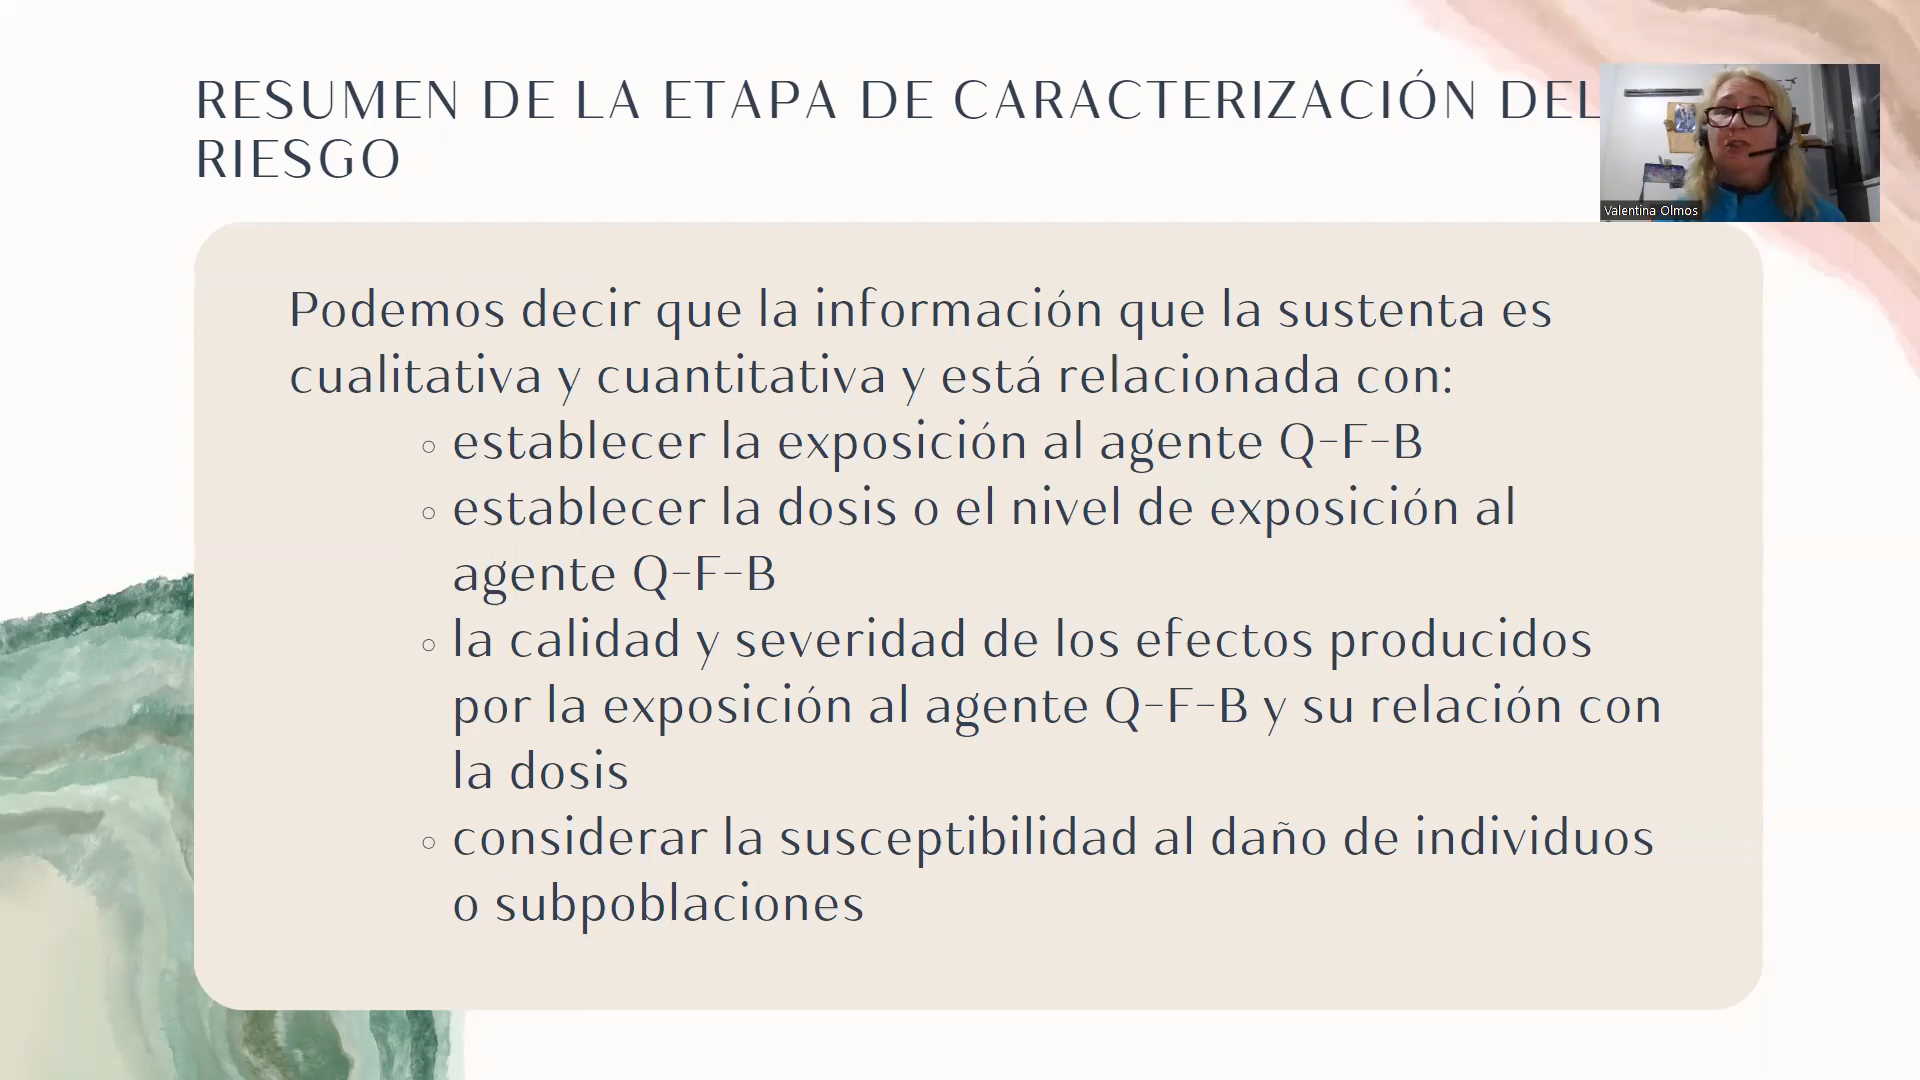 RESUMEN DE LA ETAPA DE CARACTERIZACIÓN DEL
RIESGO
Valentina Olmos
Podemos decir que la información que la sustenta es
cualitativa y cuantitativa y está relacionada con:
establecer la exposición al agente Q-F-B
establecer la dosis o el nivel de exposición al
agente Q-F-B
la calidad y severidad de los efectos producidos
por la exposición al agente Q-F-B y su relación con
la dosis
considerar la susceptibilidad al daño de individuos
o subpoblaciones